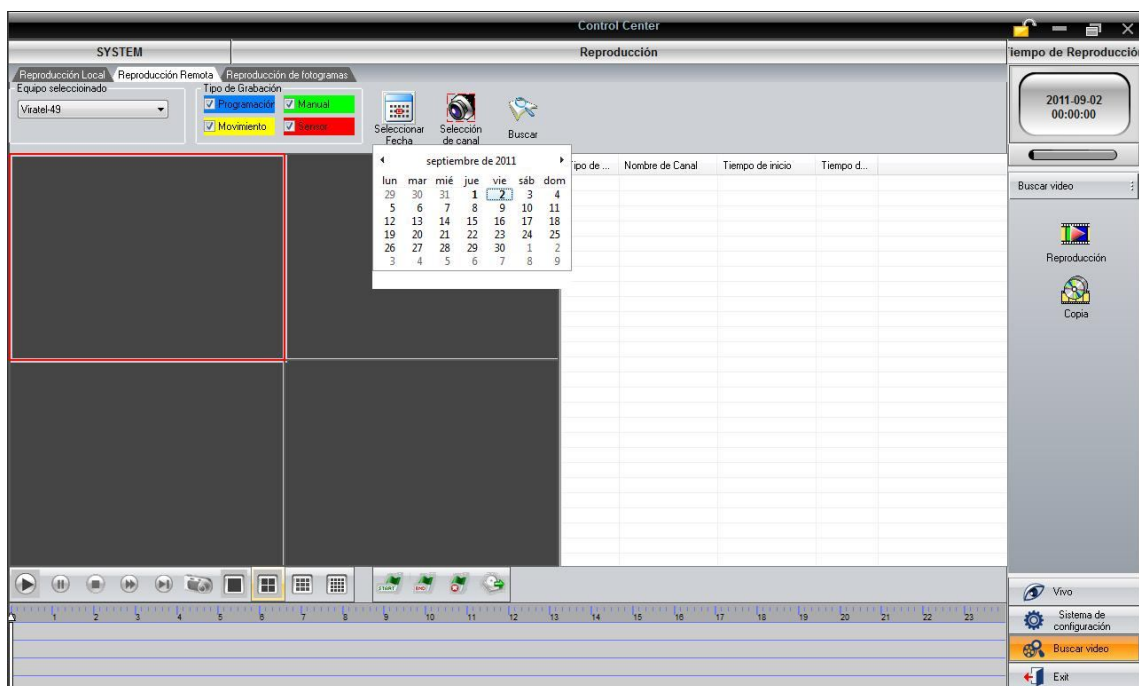 Control Center
SYSTEM
Reproducción
iempo de Reproducció
Reproducción Local
Reproducción Remota
Reproducción de fotogramas
Equipo seleccioinado
Viratel-49
Tipo de Grabación
Programación
Manual
Movimiento
Sensor
Seleccionar
Fecha
Selección
de canal
Buscar
2011-09-02
00:00:00
septiembre de 2011
lun mar mié jue vie sáb dom
29 30 31 1 2 3 4
5 6 7 8 9 10 11
12 13 14 15 16 17 18
19 20 21 22 23 24 25
26 27 28 29 30 1 2
3 4 5 6 7 8 9
ipo de ...
Nombre de Canal
Tiempo de inicio
Tiempo d...
Buscar video
Reproducción
Copia
START
END
1 2 3 4 5 6 7 8 9 10 11 12 13 14 15 16 17 18 19 20 21 22 23
Vivo
Sistema de
configuración
Buscar video
Exit